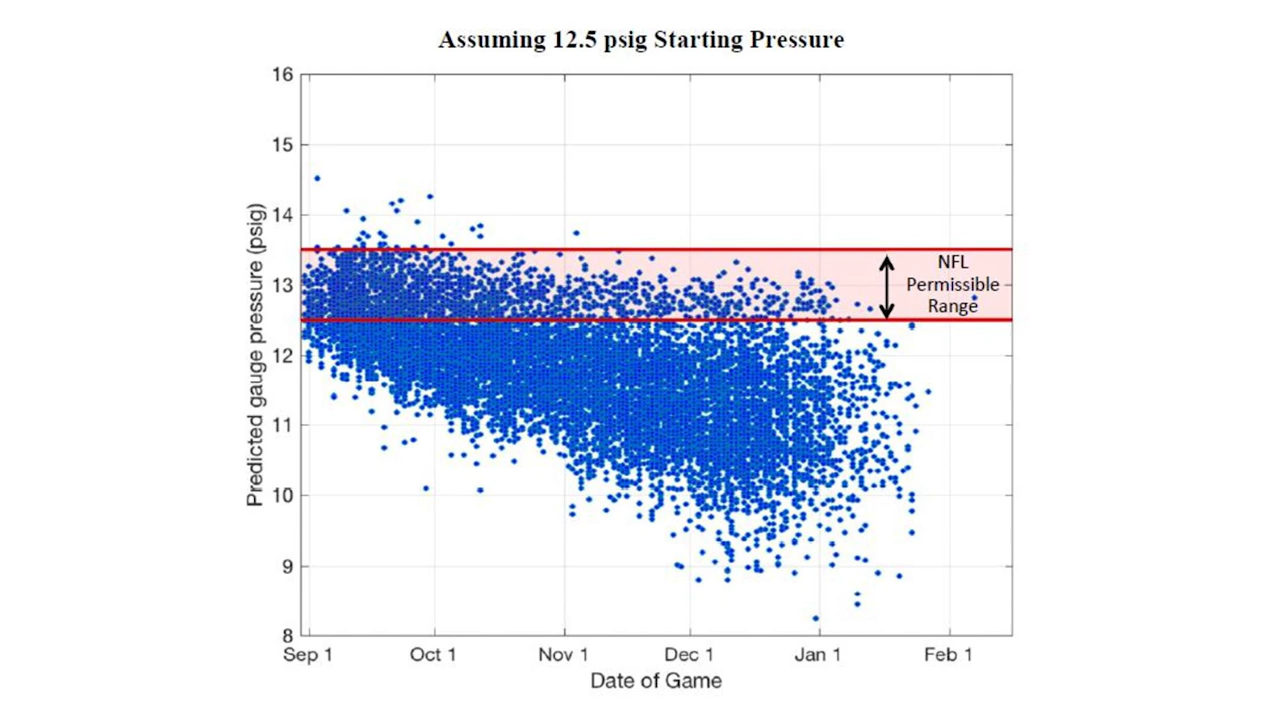 Assuming 12.5 psig Starting Pressure
16
15
14
13
12
11
10
9
8
Predicted gauge pressure (psig)
NFL
Permissible
Range
Sep 1
Oct 1
Nov 1
Dec 1
Jan 1
Feb 1
Date of Game